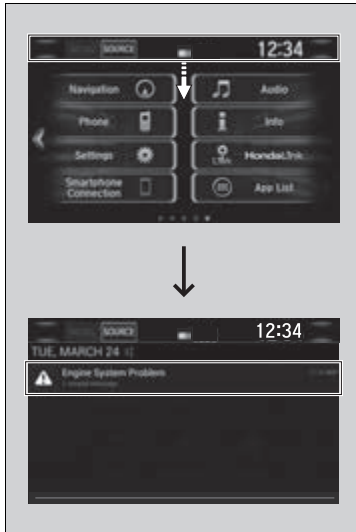 SOURCE
12:34
Navigation
Audio
Phone
Info
Settings
HondaLink
Smartphone
Connection
App List
SOURCE
12:34
TUE, MARCH 24
Engine System Problem